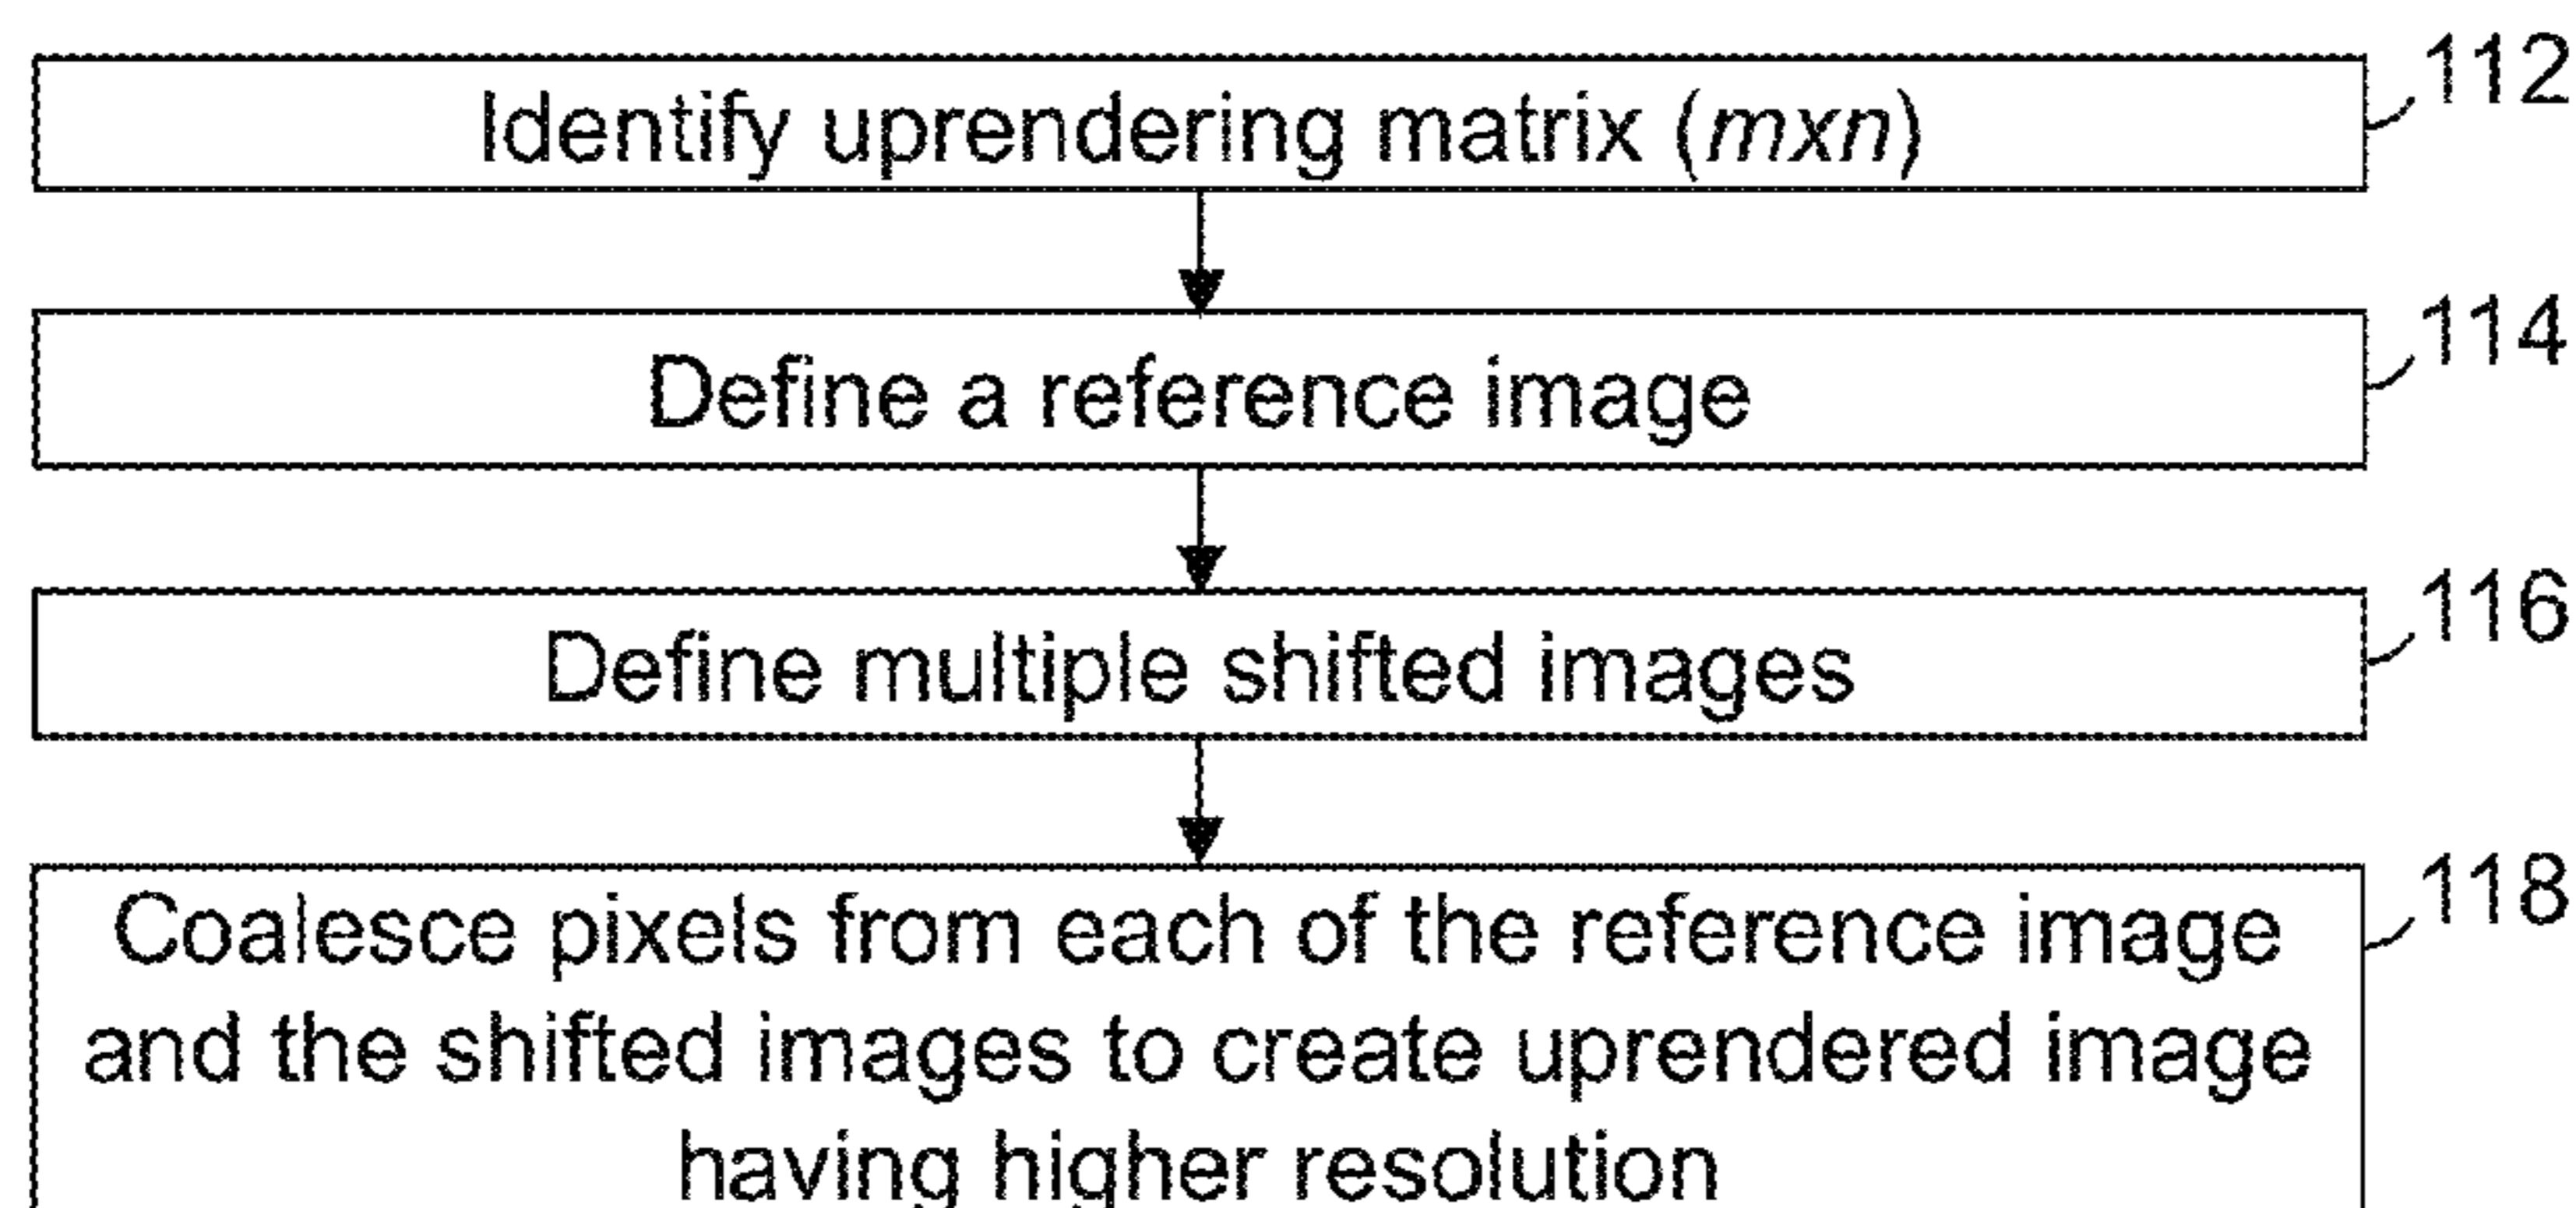 Identify uprendering matrix (mxn)
112
Define a reference image
114
Define multiple shifted images
116
Coalesce pixels from each of the reference image
118
and the shifted images to create uprendered image
having higher resolution